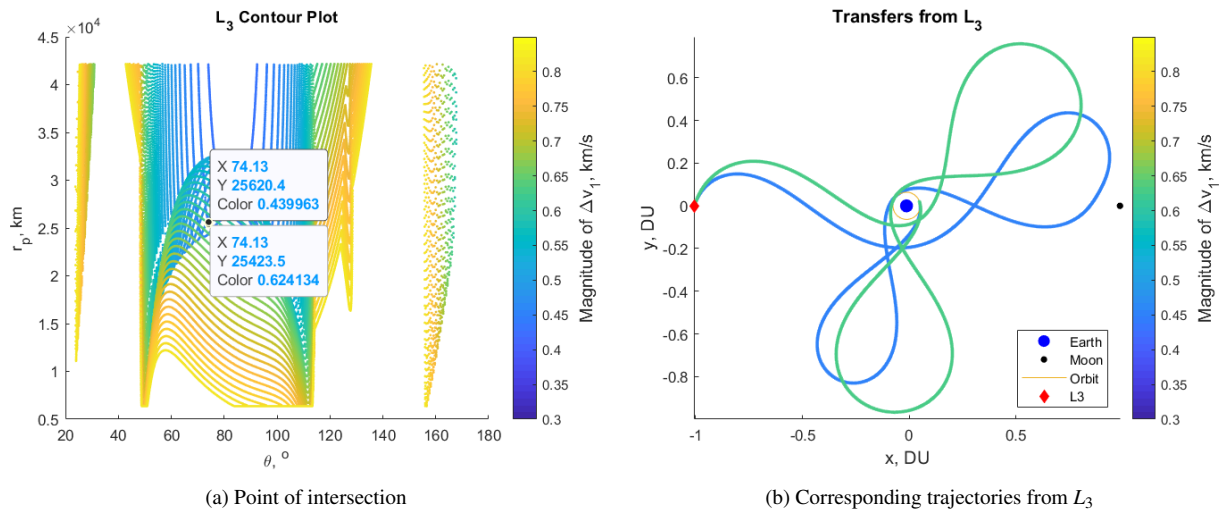 L3 Contour Plot
×10^4
4.5
4
3.5
3
2.5
2
1.5
1
0.5
r_p, km
20 40 60 80 100 120 140 160 180
θ, °
X 74.13
Y 25620.4
Color 0.439963
X 74.13
Y 25423.5
Color 0.624134
0.8
0.75
0.7
0.65
0.6
0.55
0.5
0.45
0.4
0.35
0.3
Magnitude of Δv1, km/s
(a) Point of intersection
Transfers from L3
0.6
0.4
0.2
0
-0.2
-0.4
-0.6
-0.8
y, DU
-1 -0.5 0 0.5
x, DU
Earth
Moon
Orbit
L3
0.8
0.75
0.7
0.65
0.6
0.55
0.5
0.45
0.4
0.35
0.3
Magnitude of Δv1, km/s
(b) Corresponding trajectories from L3